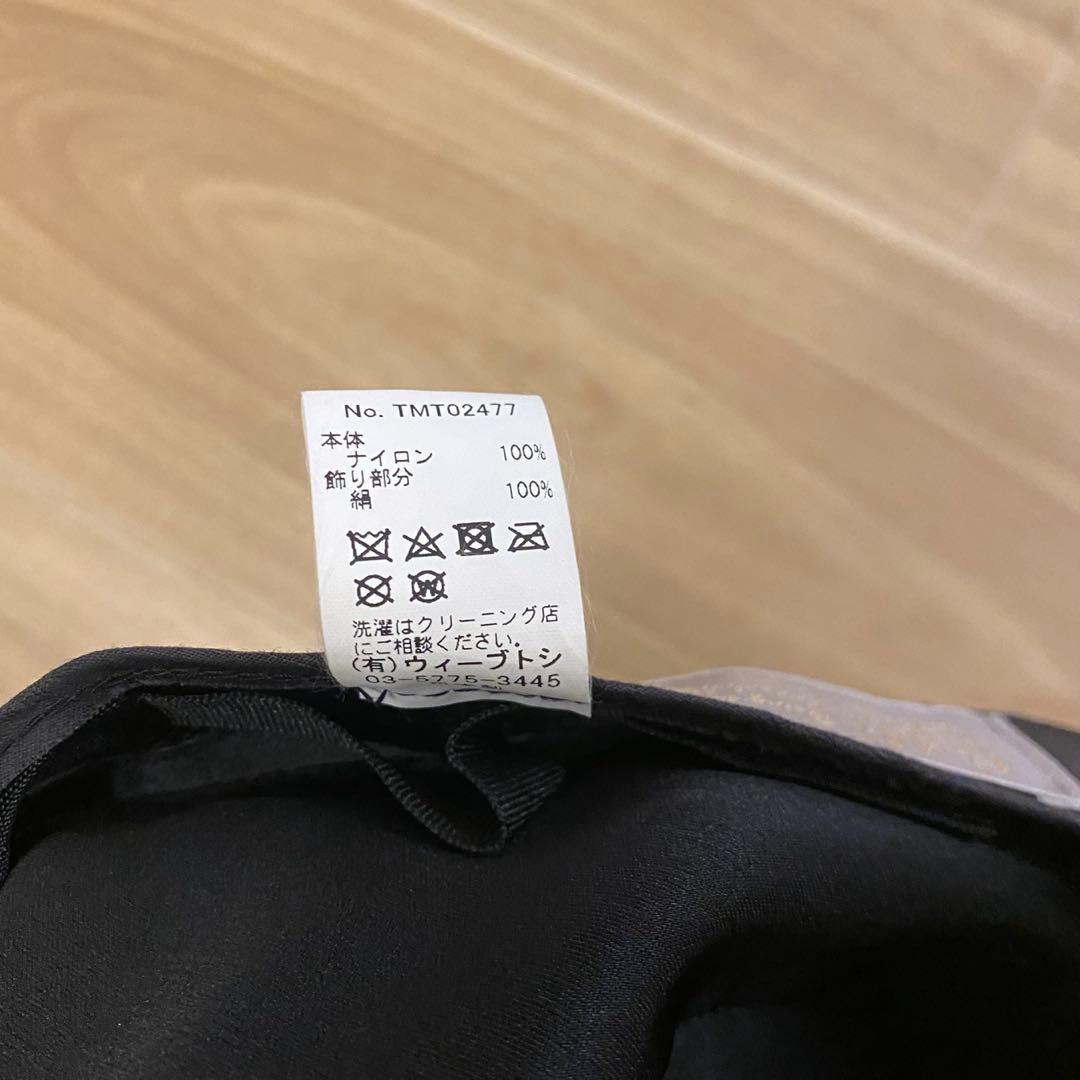 No. TMT02477
本体
ナイロン 100%
飾り部分
絹 100%
洗濯はクリーニング店
にご相談ください。
(有)ウィーブトシ
03-5775-3445